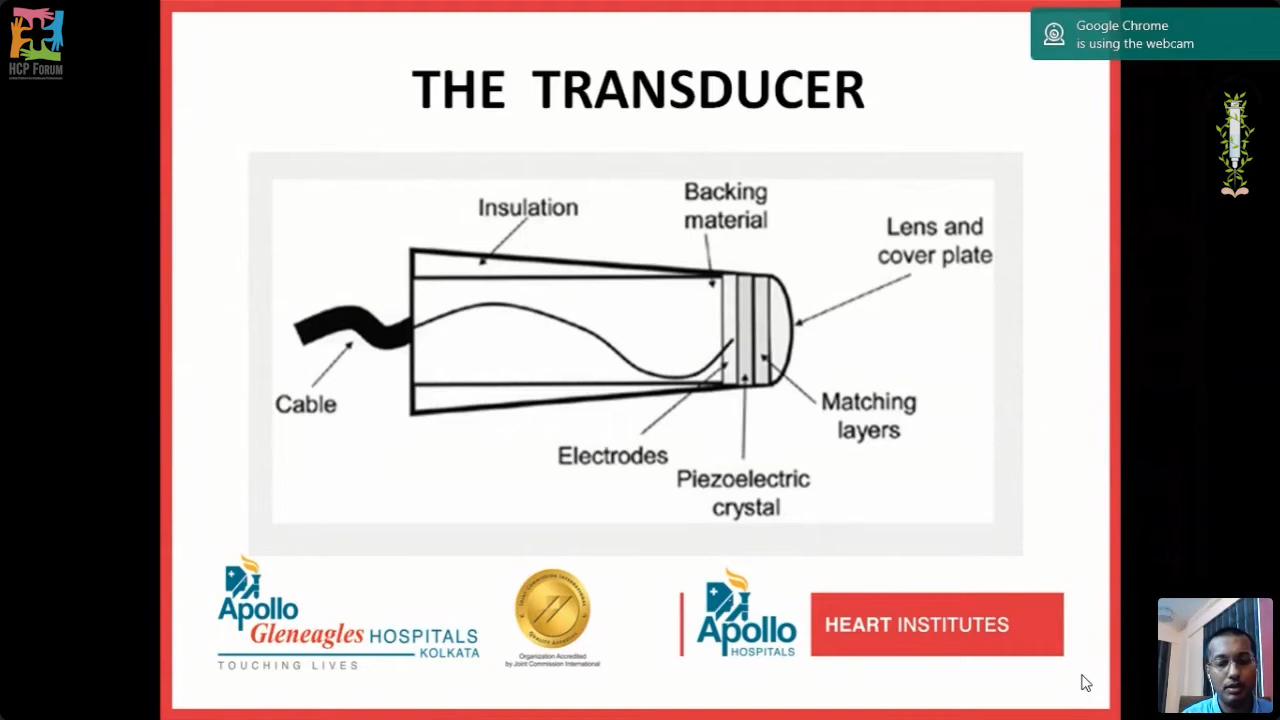 HCP FORUM
Google Chrome
is using the webcam
THE TRANSDUCER
Insulation
Backing
material
Lens and
cover plate
Cable
Electrodes
Piezoelectric
crystal
Matching
layers
Apollo
Gleneagles HOSPITALS
KOLKATA
TOUCHING LIVES
Organization Accredited
by Joint Commission International
Apollo
HOSPITALS
HEART INSTITUTES